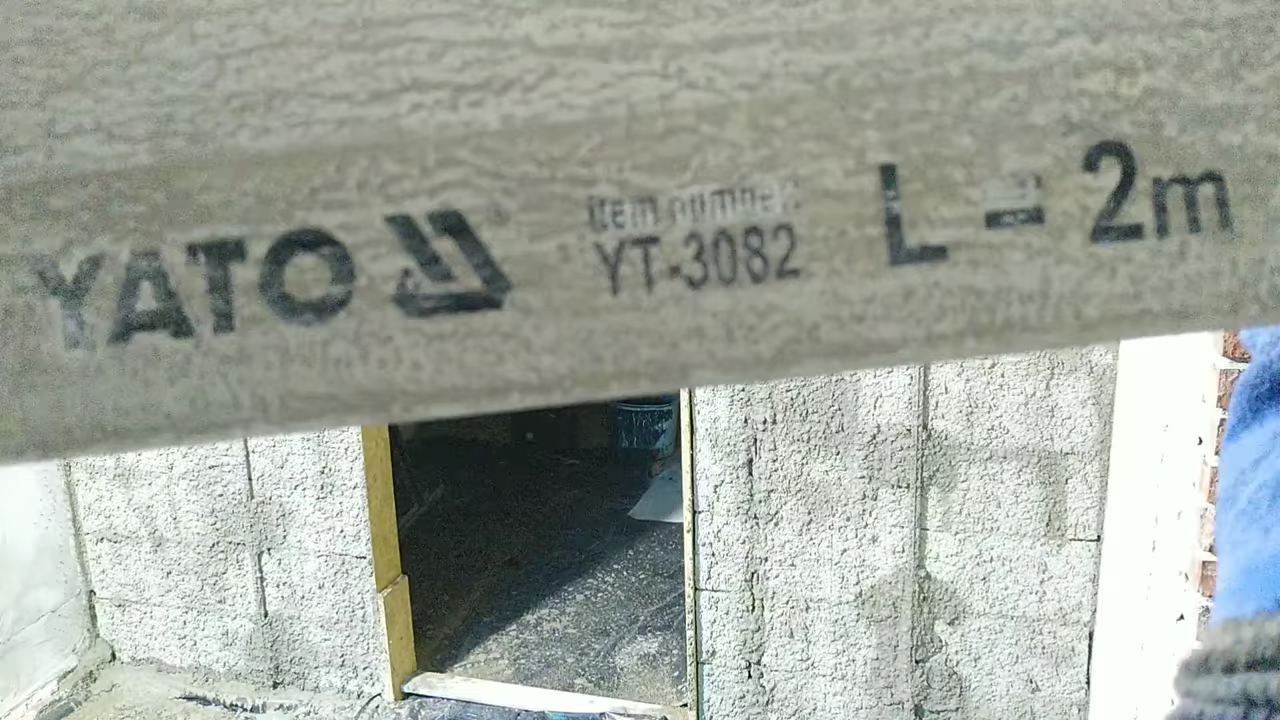 YATO
item number:
YT-3082
L = 2m